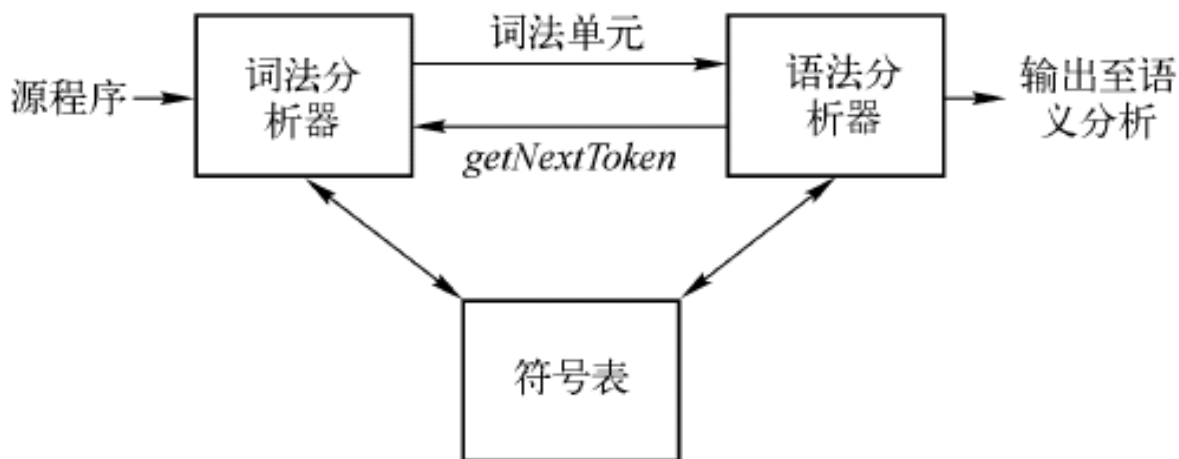 源程序
词法分
析器
词法单元
getNextToken
语法分
析器
输出至语
义分析
符号表